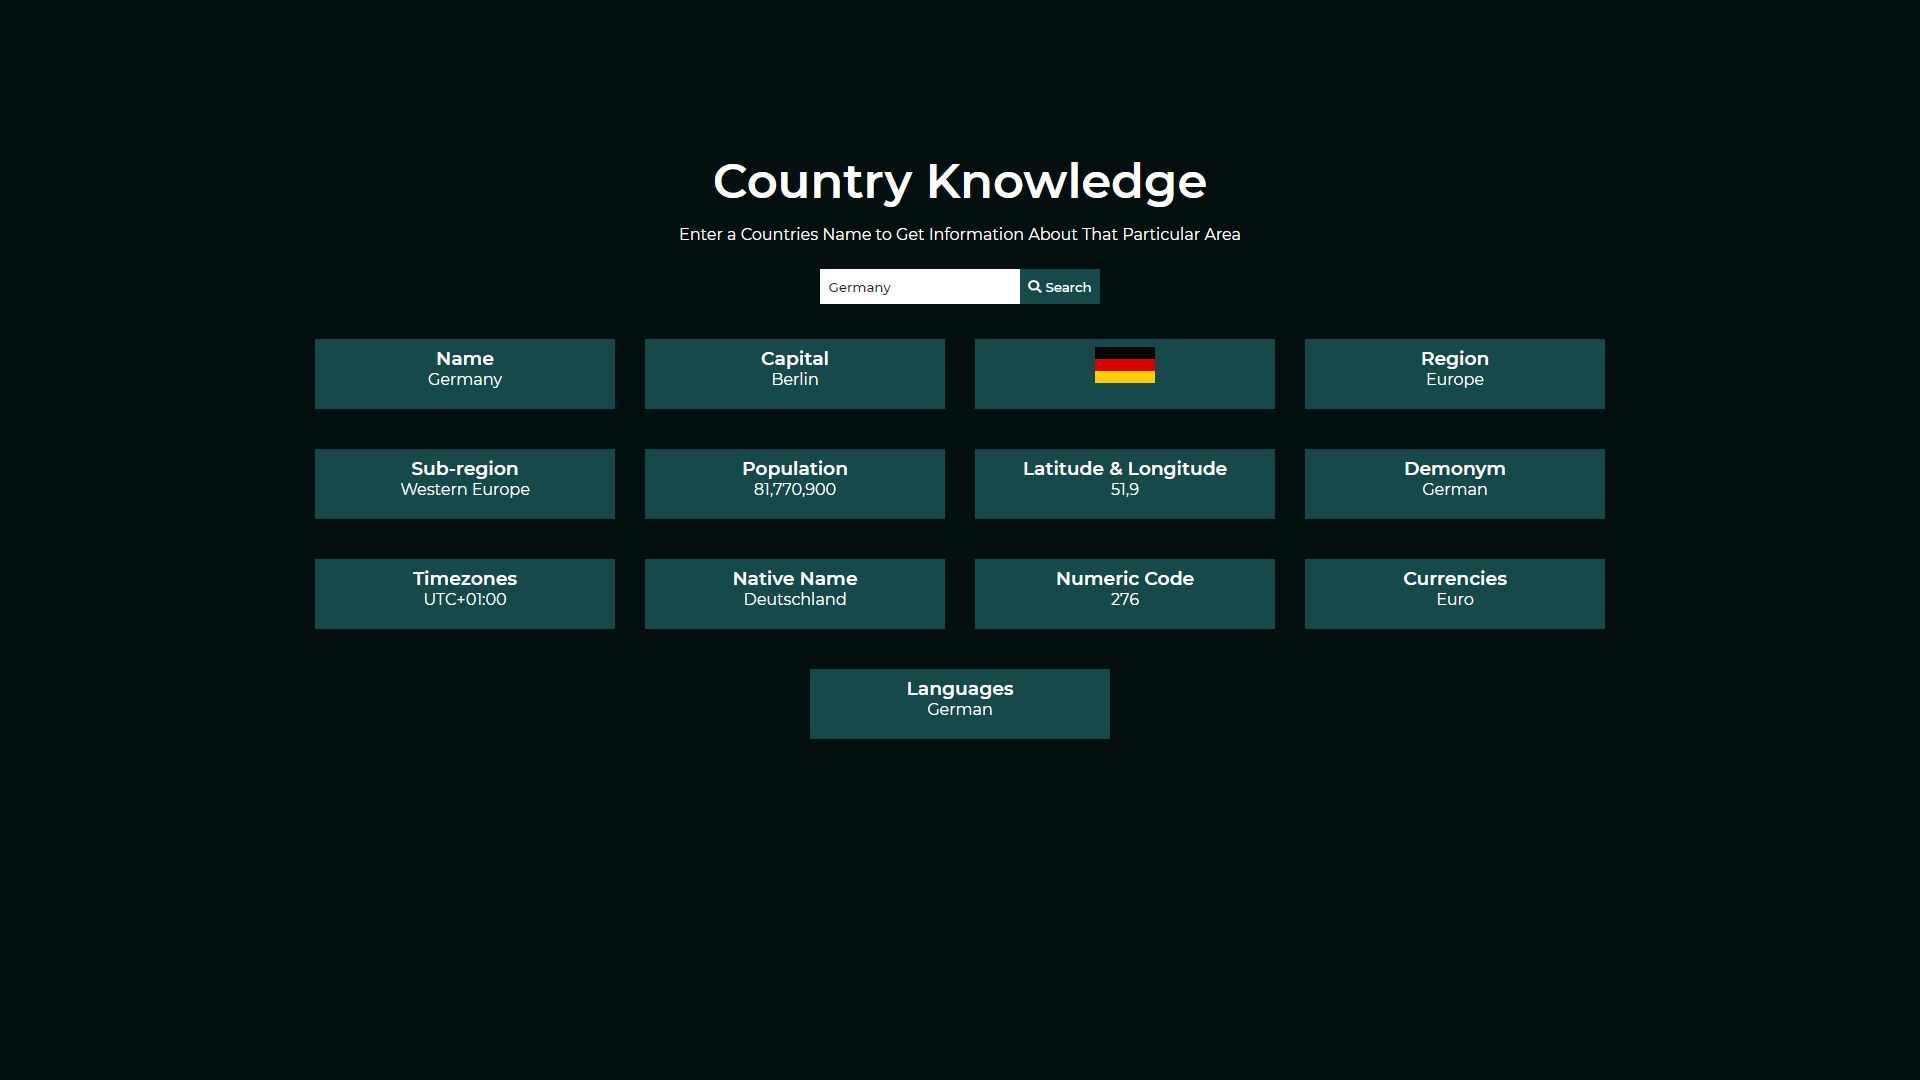 Country Knowledge
Enter a Countries Name to Get Information About That Particular Area
Germany
Search
Name
Germany
Capital
Berlin
Region
Europe
Sub-region
Western Europe
Population
81,770,900
Latitude & Longitude
51,9
Demonym
German
Timezones
UTC+01:00
Native Name
Deutschland
Numeric Code
276
Currencies
Euro
Languages
German